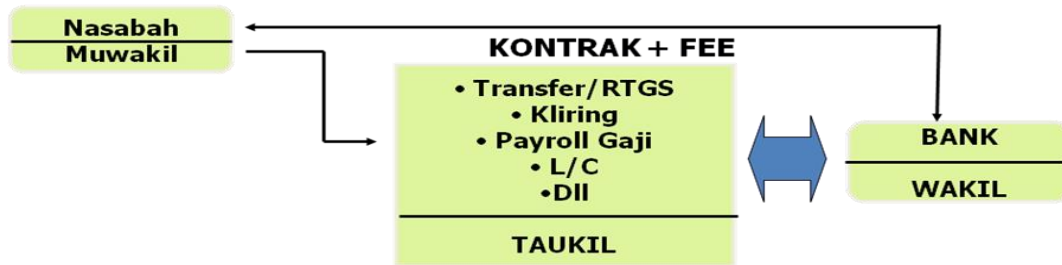 Nasabah
Muwakil
KONTRAK + FEE
• Transfer/RTGS
• Kliring
• Payroll Gaji
• L/C
•Dll
TAUKIL
BANK
WAKIL